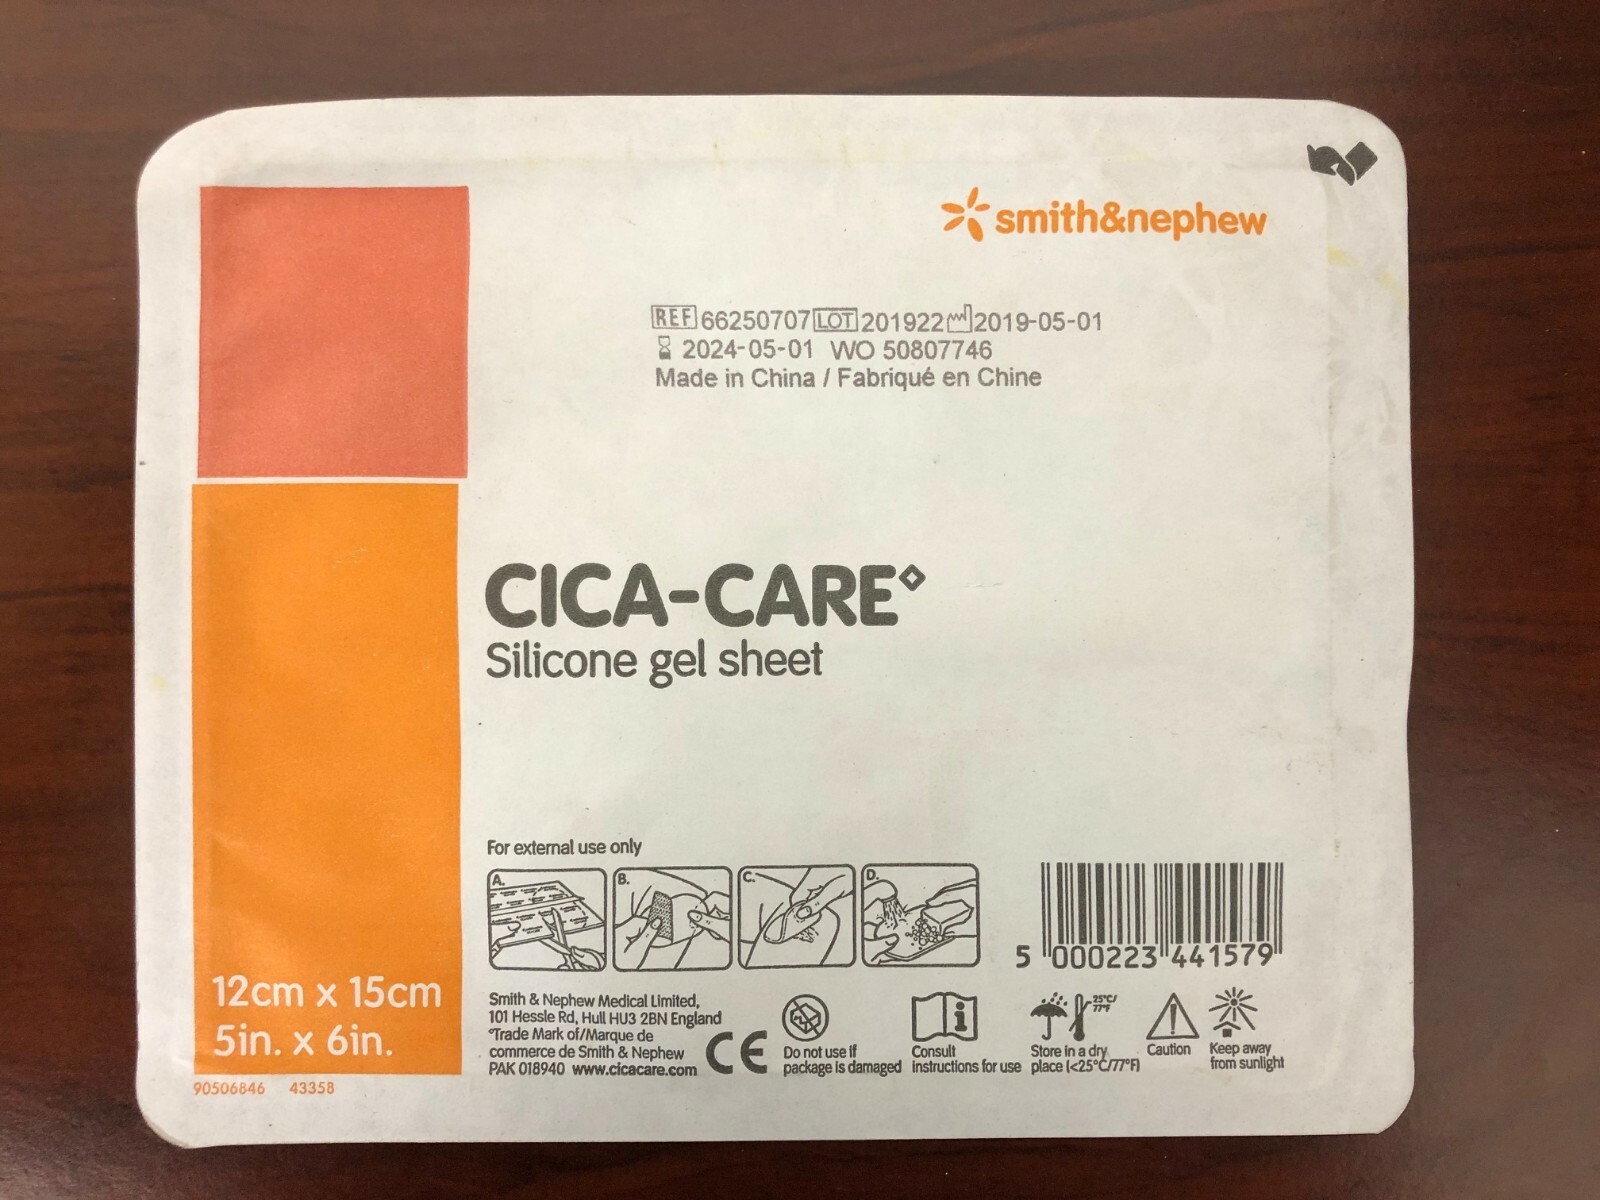 smith&nephew
REF 66250707 LOT 201922 2019-05-01
2024-05-01 WO 50807746
Made in China / Fabriqué en Chine
CICA-CARE◊
Silicone gel sheet
For external use only
A. B. C. D.
5 000223 441579
12cm x 15cm
5in. x 6in.
90506846 43358
Smith & Nephew Medical Limited,
101 Hessle Rd, Hull HU3 2BN England
◊Trade Mark of/Marque de
commerce de Smith & Nephew
PAK 018940 www.cicacare.com
CE
Do not use if
package is damaged
Consult
instructions for use
25°C/
77°F
Store in a dry
place (<25°C/77°F)
Caution
Keep away
from sunlight